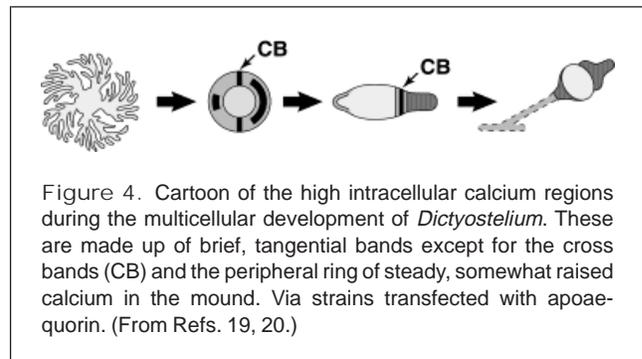 CB
CB
Figure 4. Cartoon of the high intracellular calcium regions
during the multicellular development of Dictyostelium. These
are made up of brief, tangential bands except for the cross
bands (CB) and the peripheral ring of steady, somewhat raised
calcium in the mound. Via strains transfected with apoae-
quorin. (From Refs. 19, 20.)